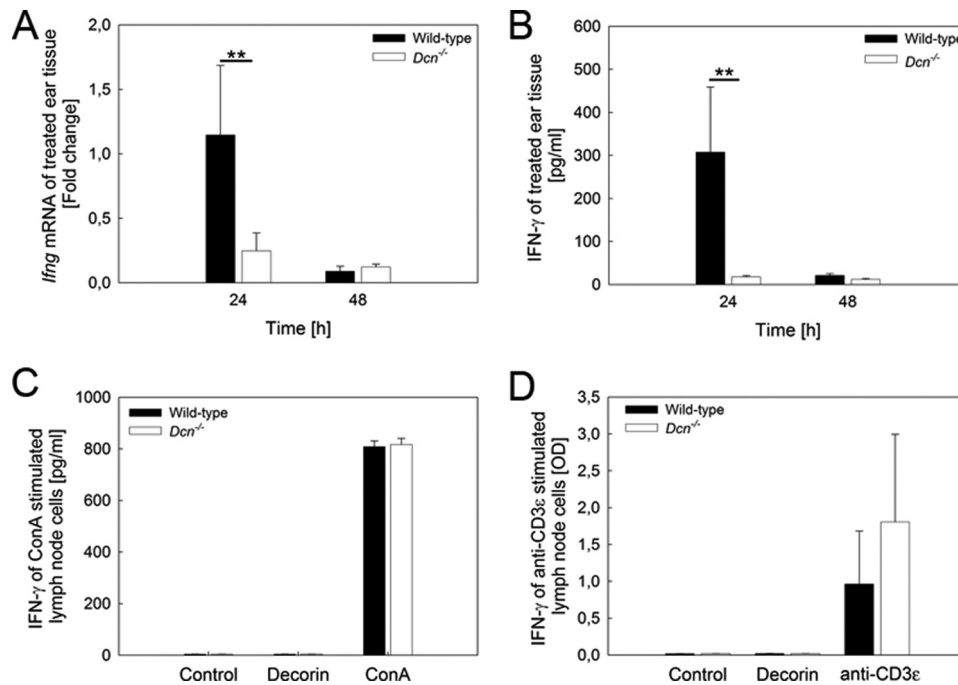 A
Ifng mRNA of treated ear tissue
[Fold change]
2,0
1,5
1,0
0,5
0,0
**
Wild-type
Dcn-/-
24
48
Time [h]
B
IFN-γ of treated ear tissue
[pg/ml]
600
500
400
300
200
100
0
**
Wild-type
Dcn-/-
24
48
Time [h]
C
IFN-γ of ConA stimulated
lymph node cells [pg/ml]
1000
800
600
400
200
0
Wild-type
Dcn-/-
Control
Decorin
ConA
D
IFN-γ of anti-CD3ε stimulated
lymph node cells [OD]
3,5
3,0
2,5
2,0
1,5
1,0
0,5
0,0
Wild-type
Dcn-/-
Control
Decorin
anti-CD3ε